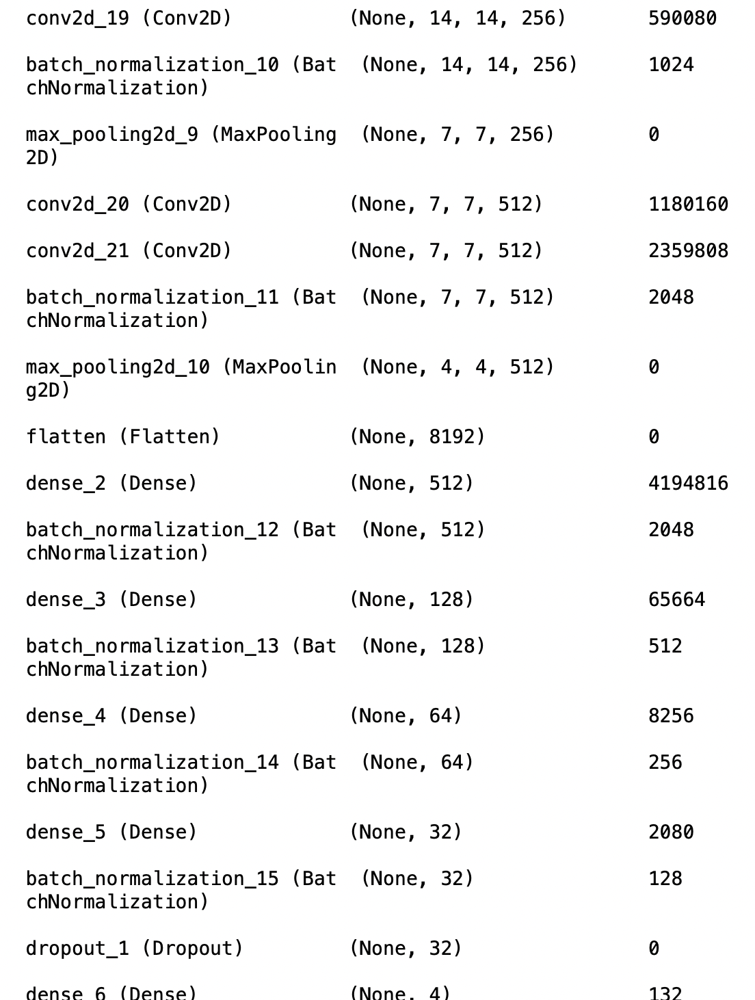 conv2d_19 (Conv2D) (None, 14, 14, 256) 590080
batch_normalization_10 (Bat (None, 14, 14, 256) 1024
chNormalization)
max_pooling2d_9 (MaxPooling (None, 7, 7, 256) 0
2D)
conv2d_20 (Conv2D) (None, 7, 7, 512) 1180160
conv2d_21 (Conv2D) (None, 7, 7, 512) 2359808
batch_normalization_11 (Bat (None, 7, 7, 512) 2048
chNormalization)
max_pooling2d_10 (MaxPoolin (None, 4, 4, 512) 0
g2D)
flatten (Flatten) (None, 8192) 0
dense_2 (Dense) (None, 512) 4194816
batch_normalization_12 (Bat (None, 512) 2048
chNormalization)
dense_3 (Dense) (None, 128) 65664
batch_normalization_13 (Bat (None, 128) 512
chNormalization)
dense_4 (Dense) (None, 64) 8256
batch_normalization_14 (Bat (None, 64) 256
chNormalization)
dense_5 (Dense) (None, 32) 2080
batch_normalization_15 (Bat (None, 32) 128
chNormalization)
dropout_1 (Dropout) (None, 32) 0
dense_6 (Dense) (None, 4) 132